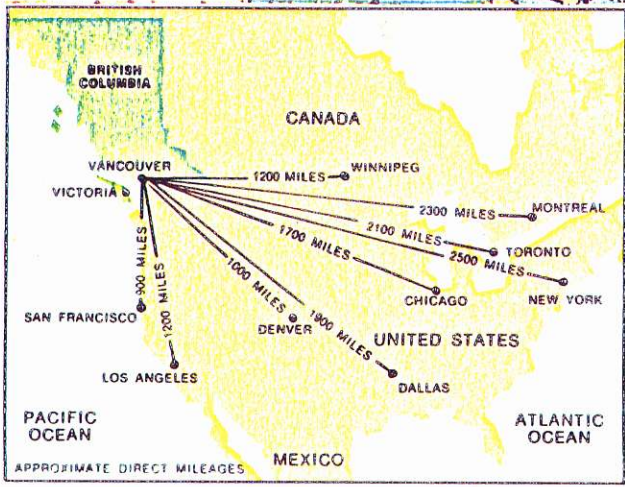 BRITISH
COLUMBIA
CANADA
VANCOUVER
1200 MILES
WINNIPEG
VICTORIA
2300 MILES
MONTREAL
2100 MILES
TORONTO
1700 MILES
2500 MILES
900 MILES
1000 MILES
CHICAGO
NEW YORK
SAN FRANCISCO
1200 MILES
DENVER
1900 MILES
UNITED STATES
LOS ANGELES
DALLAS
PACIFIC
OCEAN
ATLANTIC
OCEAN
MEXICO
APPROXIMATE DIRECT MILEAGES